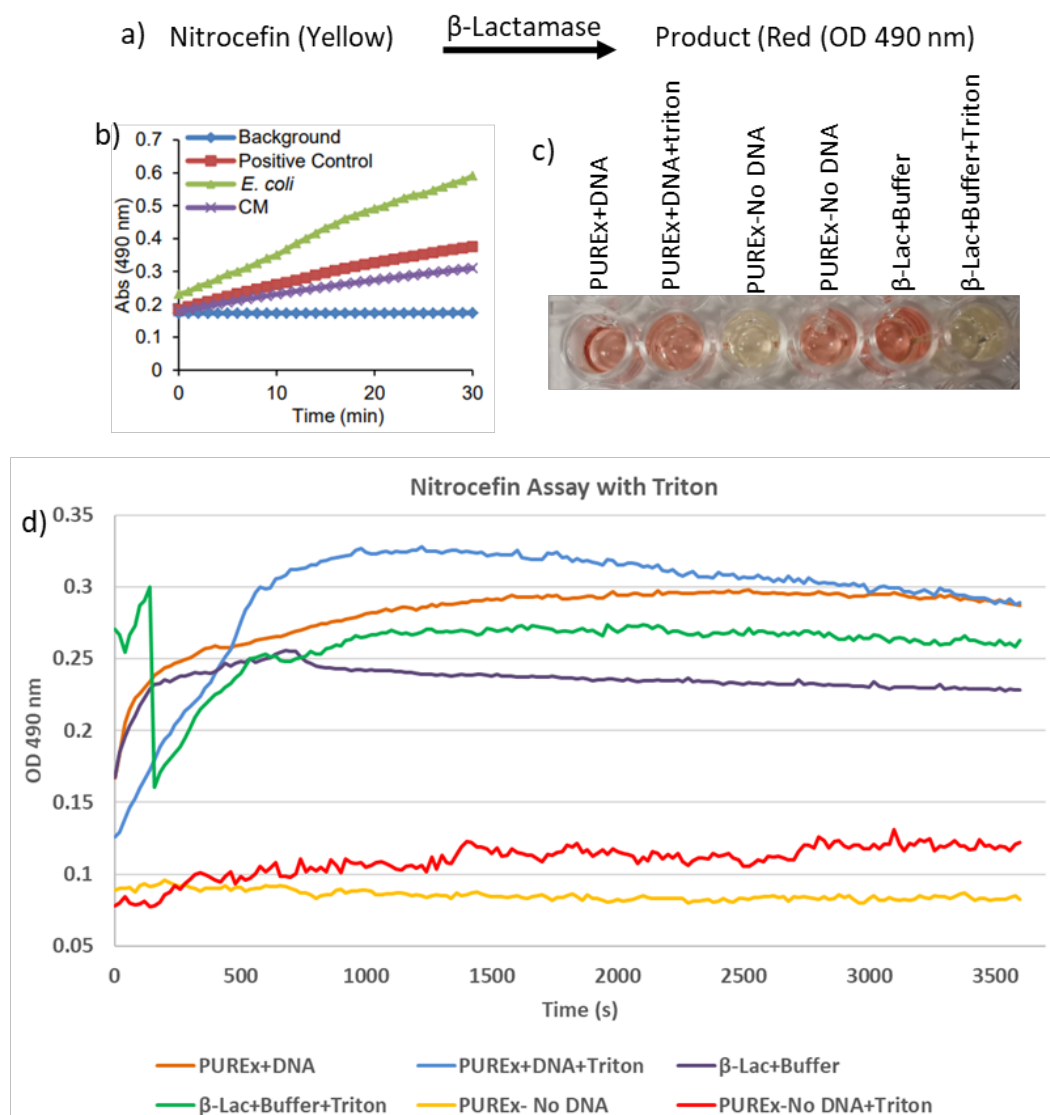 a) Nitrocefin (Yellow) β-Lactamase Product (Red (OD 490 nm)
b)
Background
Positive Control
E. coli
CM
Abs (490 nm)
0.7
0.6
0.5
0.4
0.3
0.2
0.1
0
0 10 20 30
Time (min)
c)
PUREx+DNA
PUREx+DNA+triton
PUREx-No DNA
PUREx-No DNA
β-Lac+Buffer
β-Lac+Buffer+Triton
d)
Nitrocefin Assay with Triton
OD 490 nm
0.35
0.3
0.25
0.2
0.15
0.1
0.05
0 500 1000 1500 2000 2500 3000 3500
Time (s)
PUREx+DNA PUREx+DNA+Triton β-Lac+Buffer
β-Lac+Buffer+Triton PUREx- No DNA PUREx-No DNA+Triton